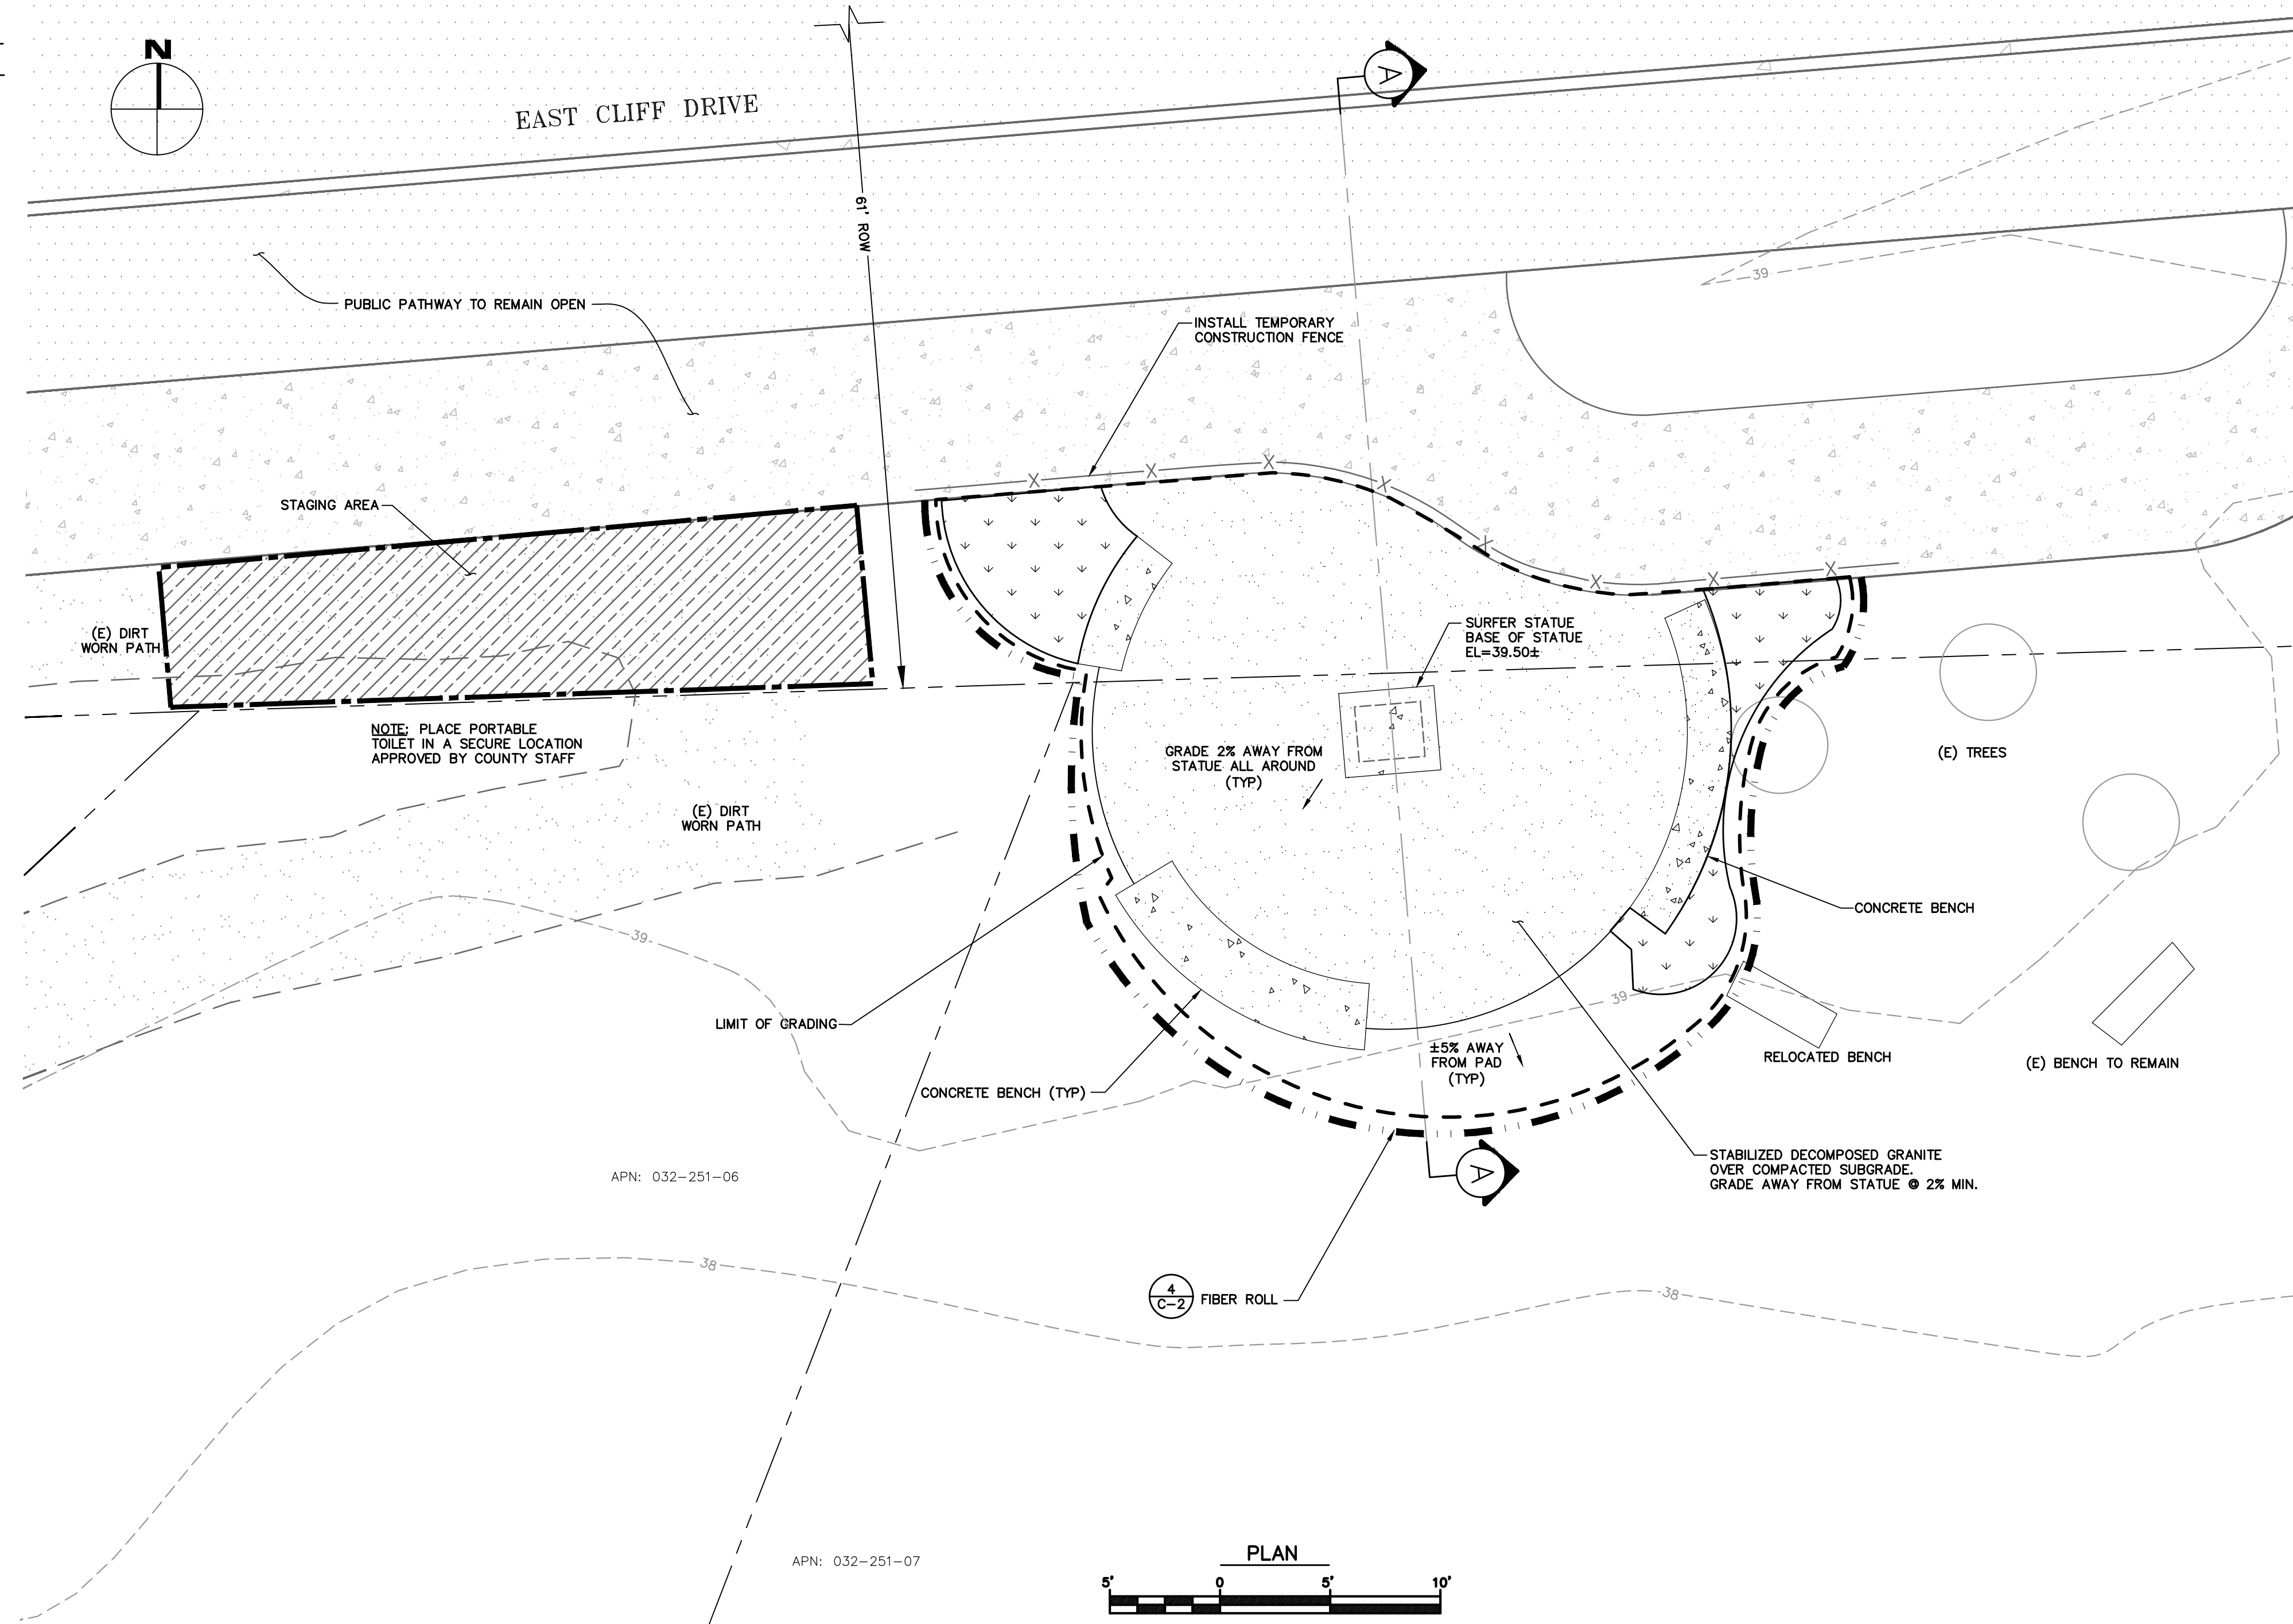 N
EAST CLIFF DRIVE
A
61' ROW
39
PUBLIC PATHWAY TO REMAIN OPEN
INSTALL TEMPORARY
CONSTRUCTION FENCE
X X X X X X X X
STAGING AREA
(E) DIRT
WORN PATH
SURFER STATUE
BASE OF STATUE
EL=39.50±
NOTE: PLACE PORTABLE
TOILET IN A SECURE LOCATION
APPROVED BY COUNTY STAFF
GRADE 2% AWAY FROM
STATUE ALL AROUND
(TYP)
(E) TREES
(E) DIRT
WORN PATH
CONCRETE BENCH
39
39
LIMIT OF GRADING
±5% AWAY
FROM PAD
(TYP)
RELOCATED BENCH
(E) BENCH TO REMAIN
CONCRETE BENCH (TYP)
STABILIZED DECOMPOSED GRANITE
OVER COMPACTED SUBGRADE.
GRADE AWAY FROM STATUE @ 2% MIN.
A
APN: 032-251-06
38
38
4
C-2
FIBER ROLL
APN: 032-251-07
PLAN
5' 0 5' 10'